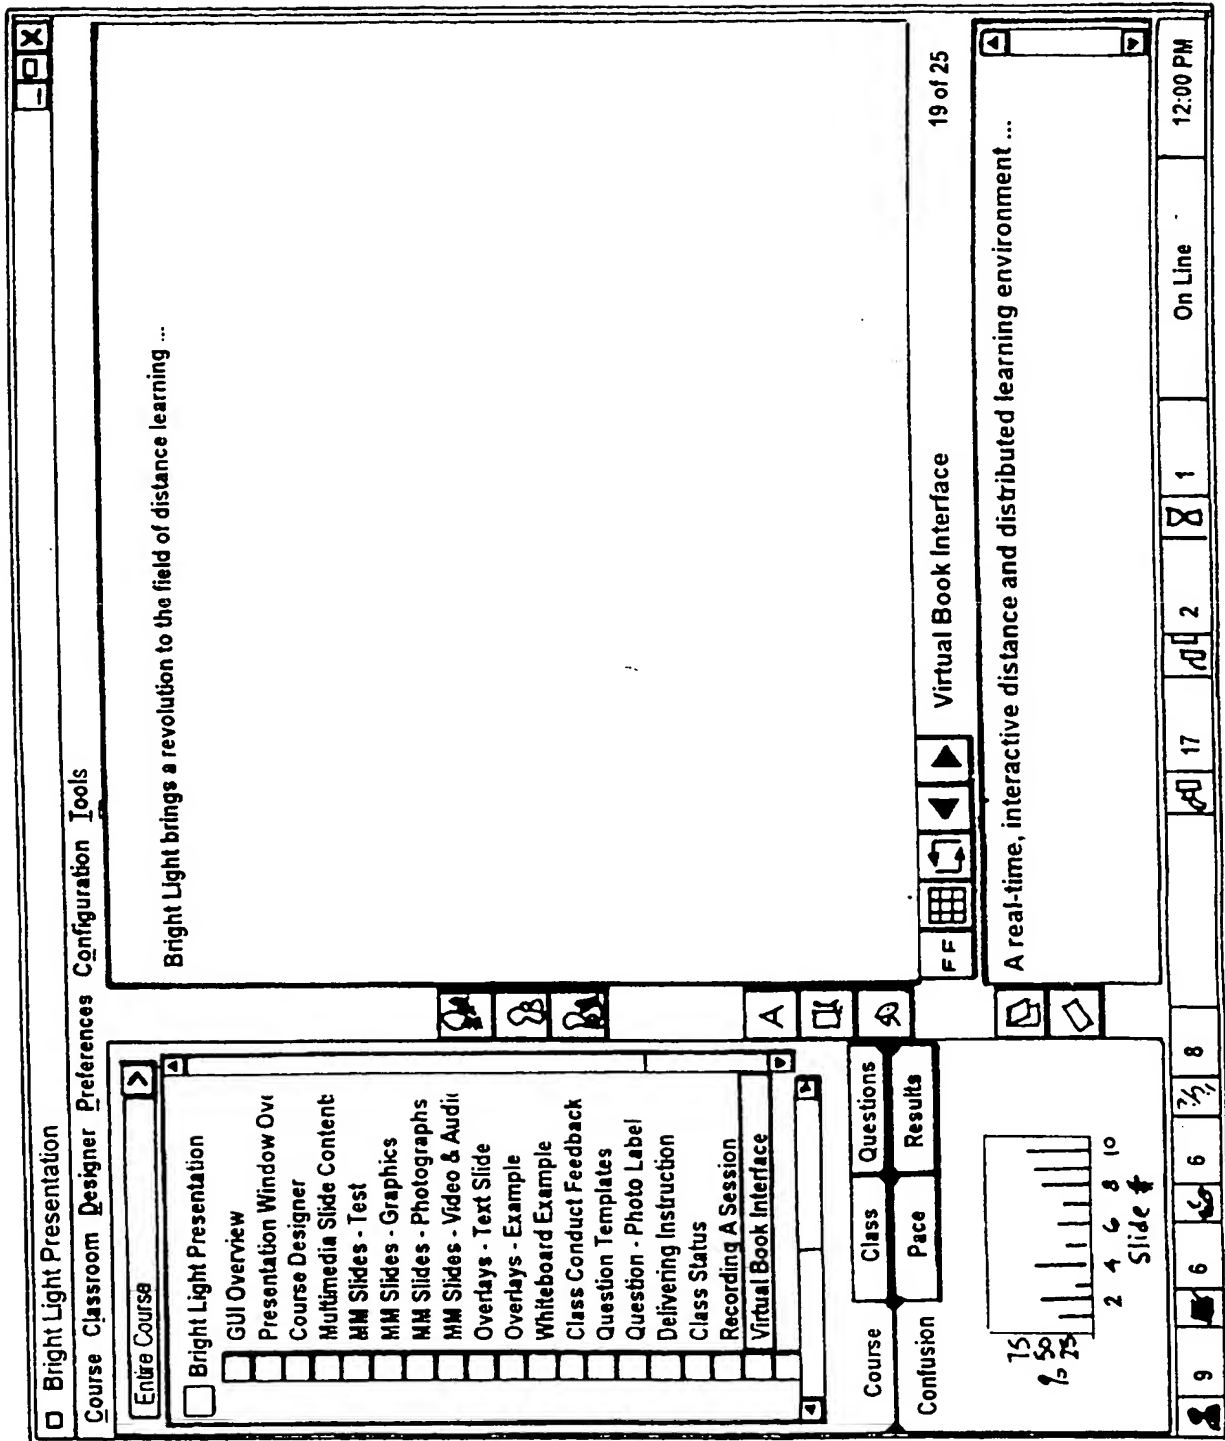 Bright Light Presentation
Course Classroom Designer Preferences Configuration Tools
Entire Course
Bright Light Presentation
GUI Overview
Presentation Window Ove
Course Designer
Multimedia Slide Content:
MM Slides - Test
MM Slides - Graphics
MM Slides - Photographs
MM Slides - Video & Audi
Overlays - Text Slide
Overlays - Example
Whiteboard Example
Class Conduct Feedback
Question Templates
Question - Photo Label
Delivering Instruction
Class Status
Recording A Session
Virtual Book Interface
Course Class Questions
Confusion Pace Results
75
50
25
%
2 4 6 8 10
Slide #
A
Bright Light brings a revolution to the field of distance learning ...
FF Virtual Book Interface 19 of 25
A real-time, interactive distance and distributed learning environment ...
9 6 6 8 17 2 1 On Line 12:00 PM